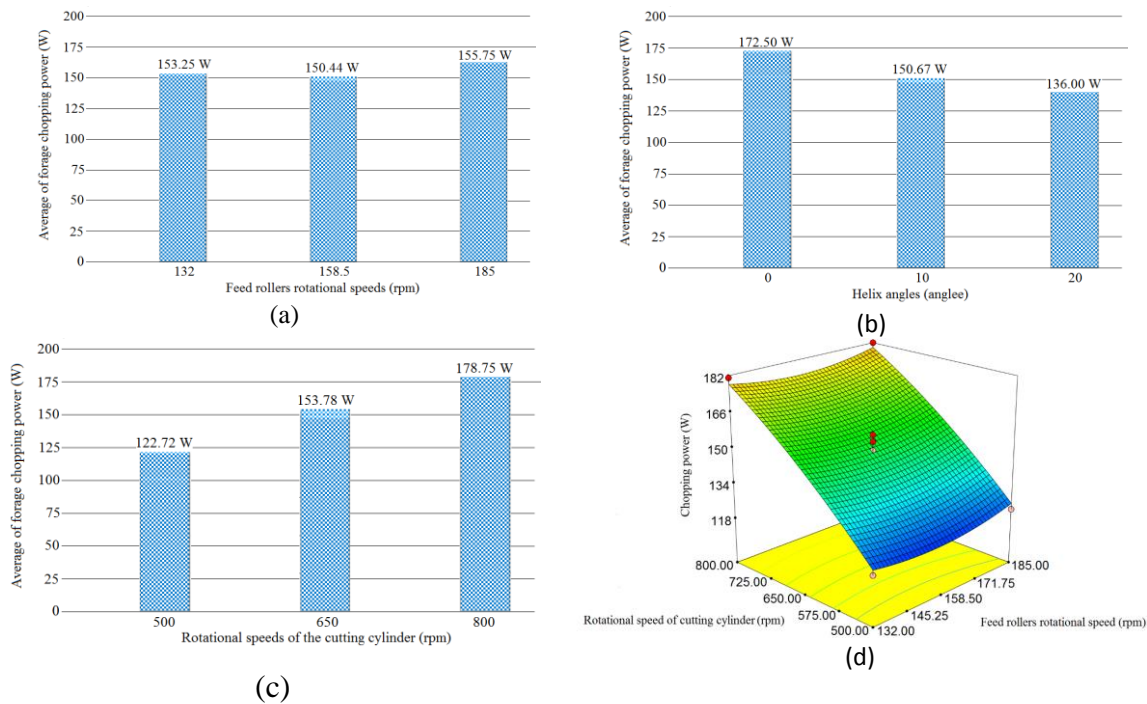 200
175
150
125
100
75
50
25
0
Average of forage chopping power (W)
153.25 W
150.44 W
155.75 W
132
158.5
185
Feed rollers rotational speeds (rpm)
(a)
200
175
150
125
100
75
50
25
0
Average of forage chopping power (W)
172.50 W
150.67 W
136.00 W
0
10
20
Helix angles (anglee)
(b)
200
175
150
125
100
75
50
25
0
Average of forage chopping power (W)
122.72 W
153.78 W
178.75 W
500
650
800
Rotational speeds of the cutting cylinder (rpm)
(c)
182
166
150
134
118
Chopping power (W)
800.00
725.00
650.00
575.00
500.00
Rotational speed of cutting cylinder (rpm)
185.00
171.75
158.50
145.25
132.00
Feed rollers rotational speed (rpm)
(d)